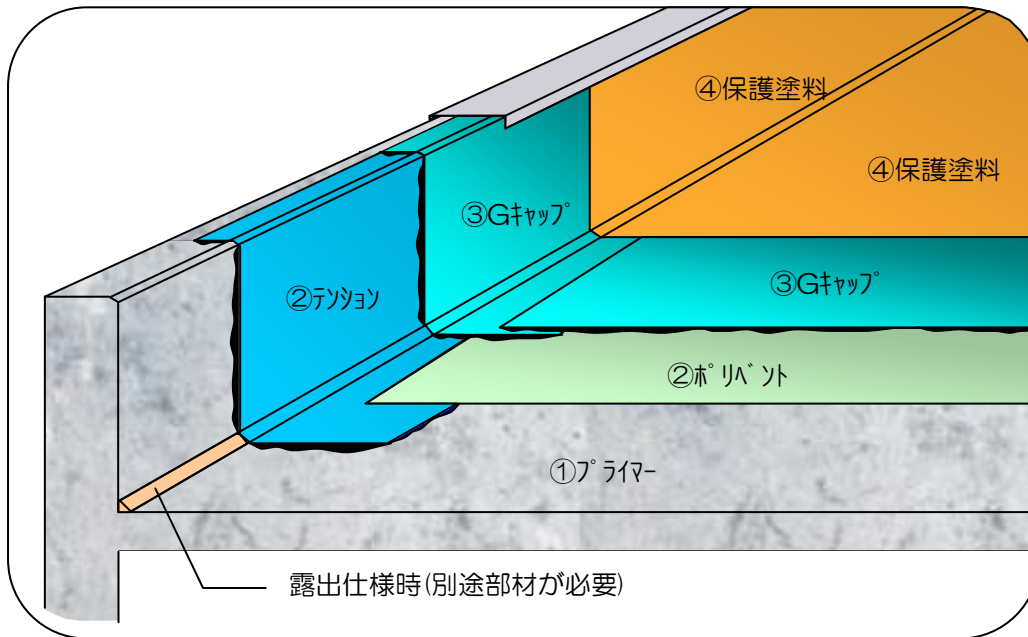 ④保護塗料
④保護塗料
③Gｷｬｯﾌﾟ
③Gｷｬｯﾌﾟ
②ﾃﾝｼｮﾝ
②ﾎﾟﾘﾍﾞﾝﾄ
①ﾌﾟﾗｲﾏｰ
露出仕様時(別途部材が必要)